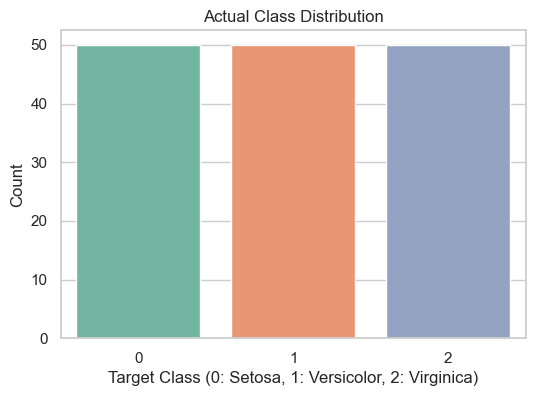 Actual Class Distribution
50
40
30
20
10
0
Count
0 1 2
Target Class (0: Setosa, 1: Versicolor, 2: Virginica)